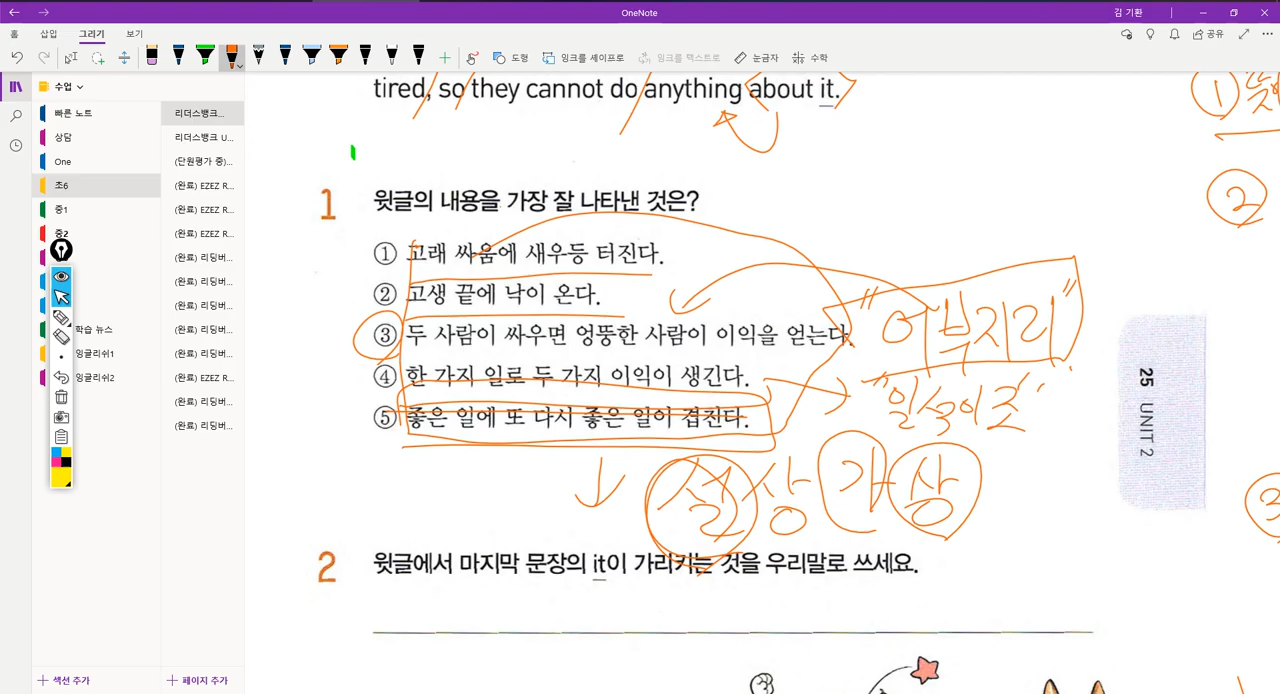 OneNote
김 기환
홈 삽입 그리기 보기
공유
도형 잉크를 셰이프로 잉크를 텍스트로 눈금자 수학
수업
빠른 노트
상담
One
초6
중1
중2
학습 뉴스
잉글리쉬1
잉글리쉬2
색션 추가
리더스뱅크...
리더스뱅크 U...
(단원평가 중)...
(완료) EZEZ R...
(완료) EZEZ R...
(완료) EZEZ R...
(완료) 리딩버...
(완료) 리딩버...
(완료) 리딩버...
(완료) 리딩버...
(완료) 리딩버...
(완료) EZEZ R...
(완료) 리딩버...
(완료) 리딩버...
페이지 추가
tired, so they cannot do anything about it.
①
②
1 윗글의 내용을 가장 잘 나타낸 것은?
① 고래 싸움에 새우등 터진다.
② 고생 끝에 낙이 온다.
③ 두 사람이 싸우면 엉뚱한 사람이 이익을 얻는다.
④ 한 가지 일로 두 가지 이익이 생긴다.
⑤ 좋은 일에 또 다시 좋은 일이 겹친다.
"어부지리"
"일석이조"
설상가상
25 UNIT 2
③
2 윗글에서 마지막 문장의 it이 가리키는 것을 우리말로 쓰세요.